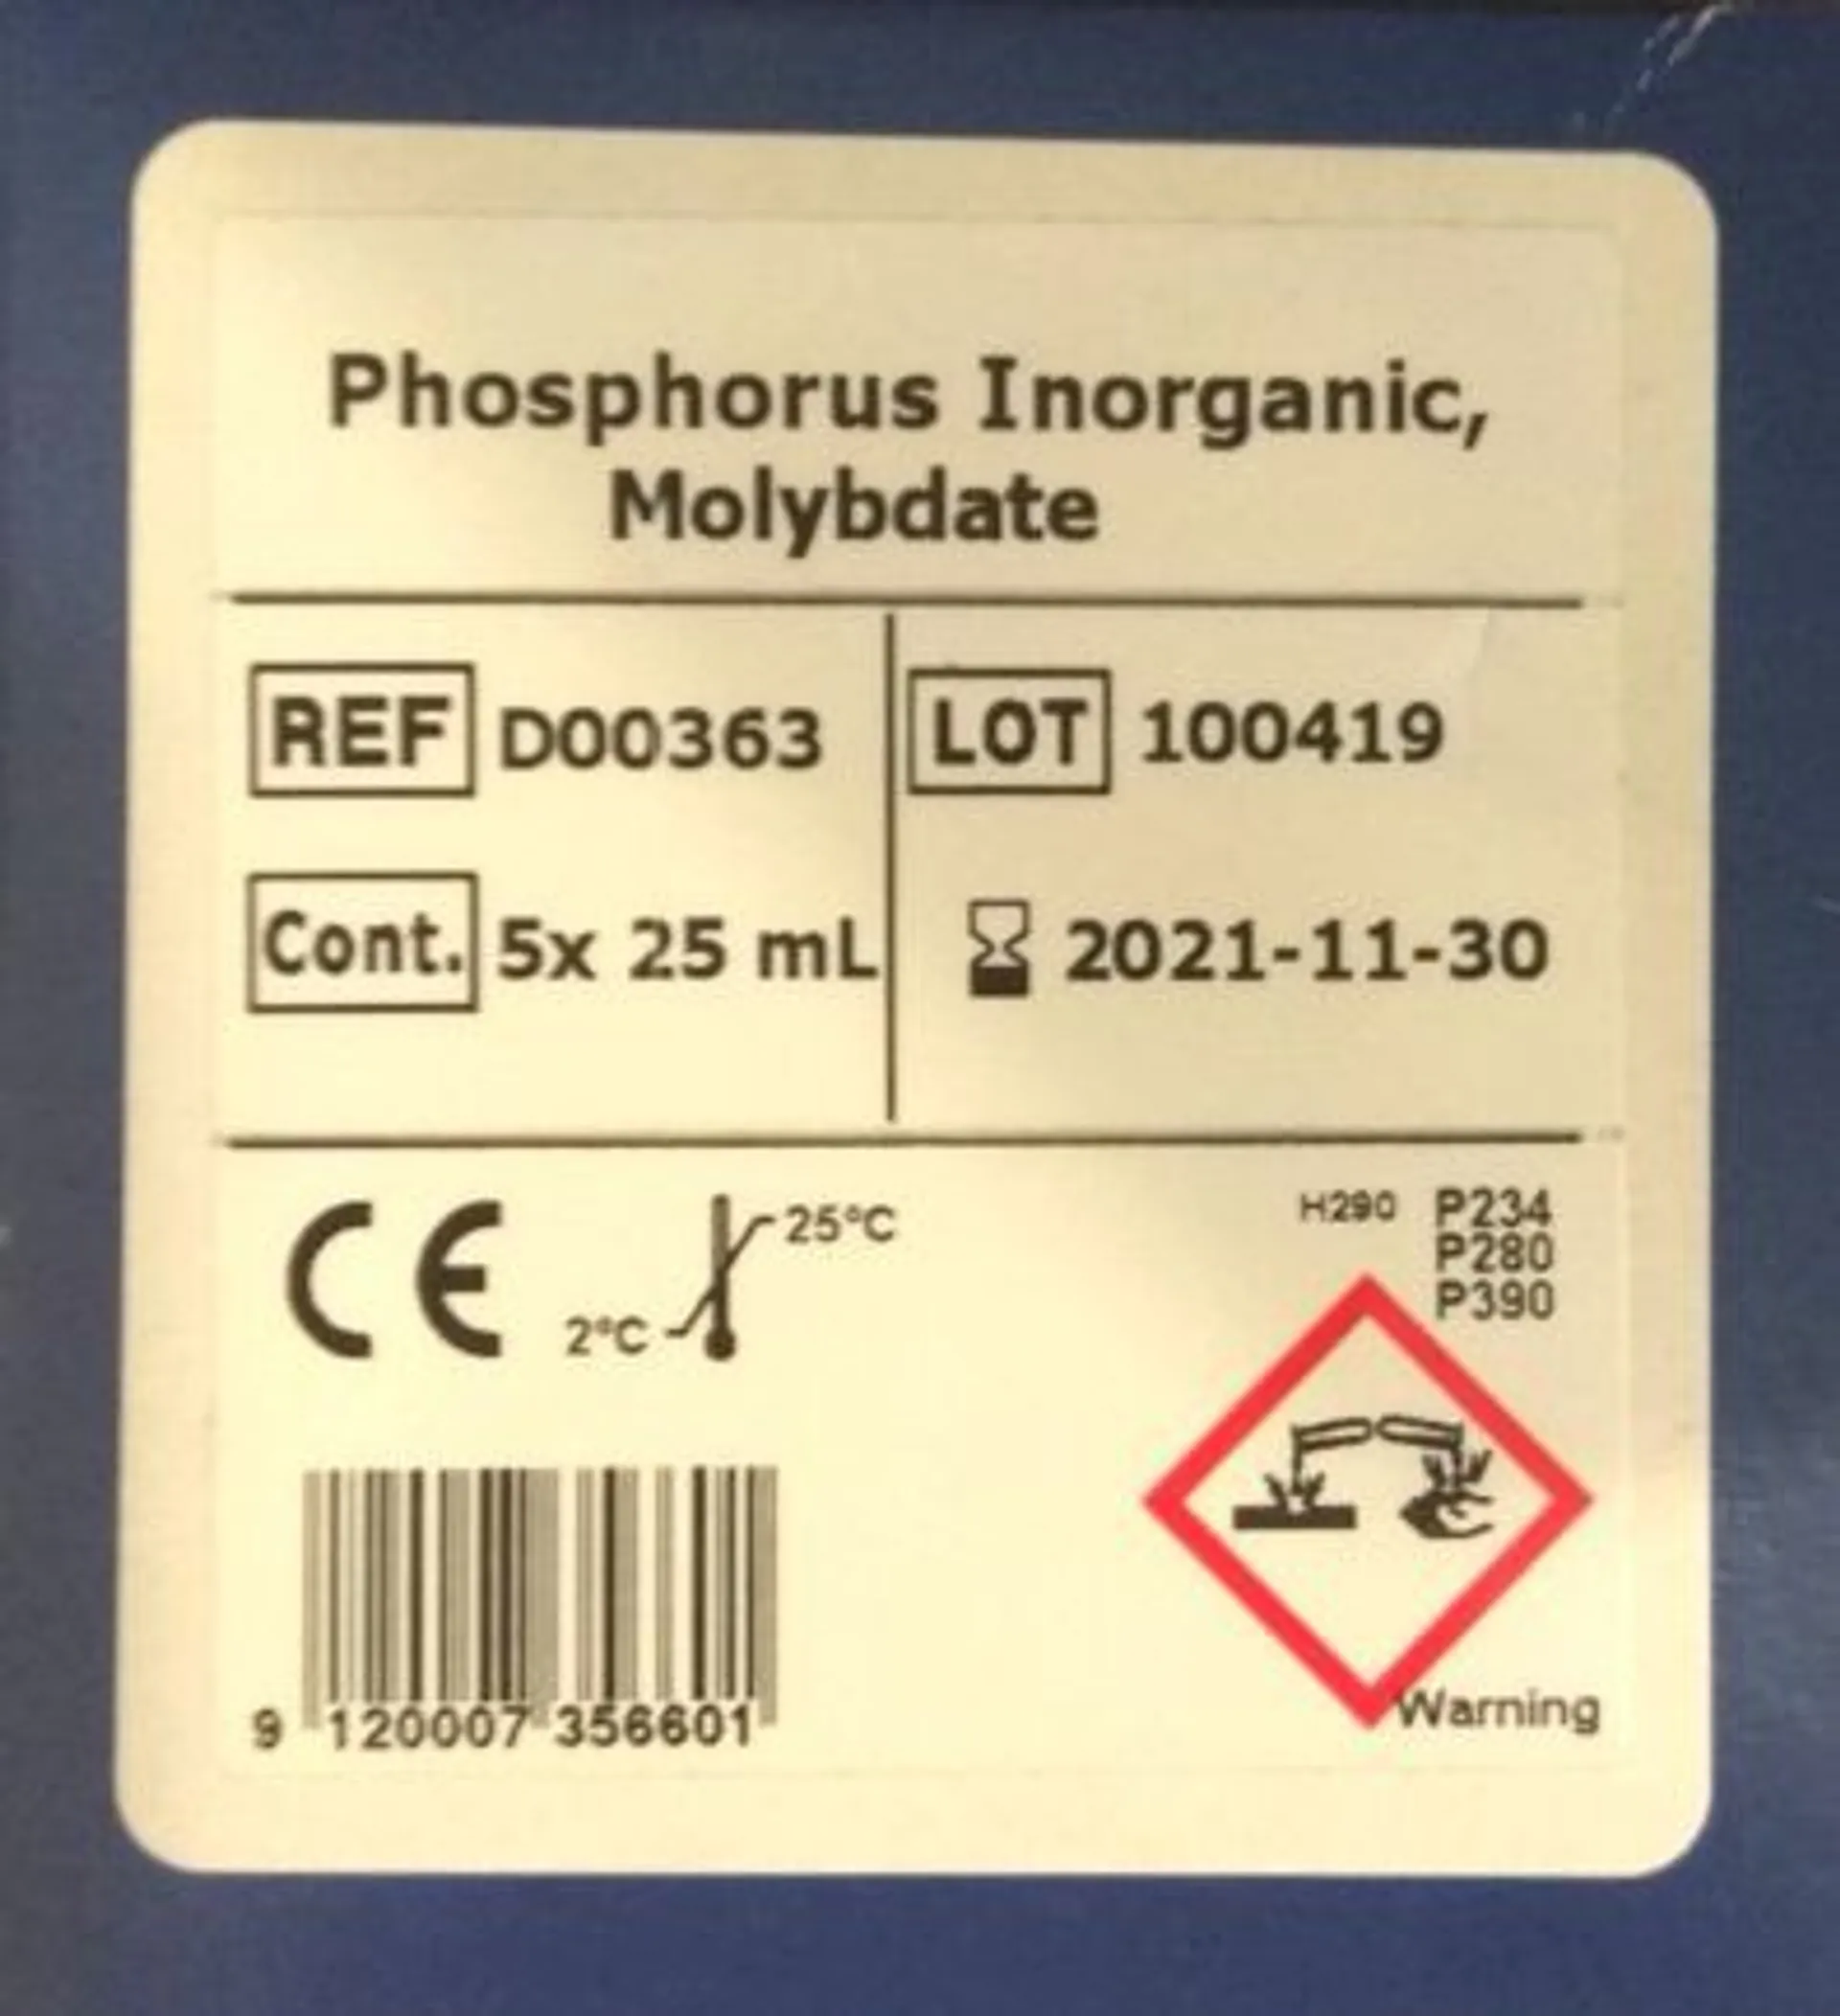 Phosphorus Inorganic,
Molybdate
REF D00363
LOT 100419
Cont. 5x 25 mL
2021-11-30
CE
25°C
2°C
H290 P234
P280
P390
Warning
9 120007 356601